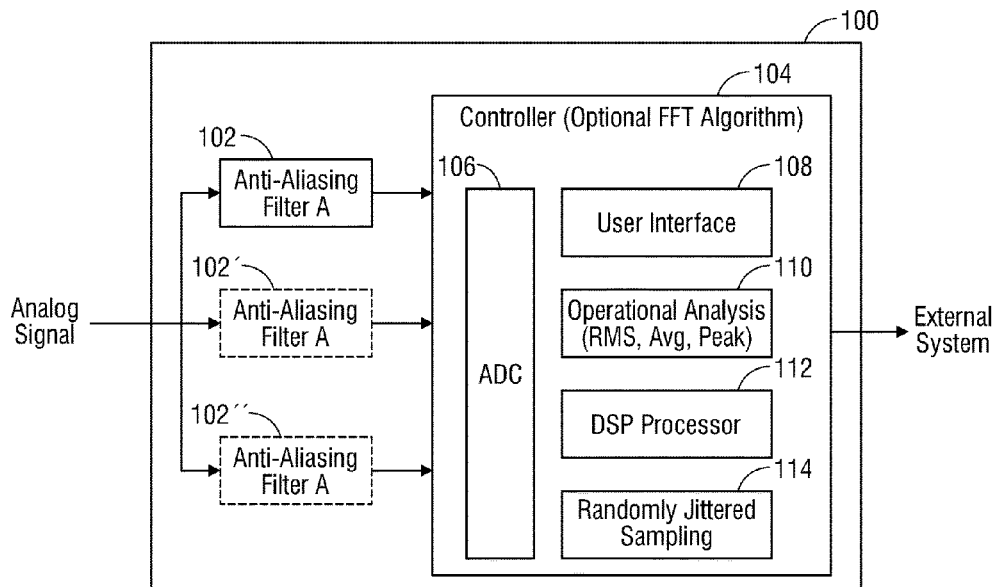 100
104
Controller (Optional FFT Algorithm)
102
Anti-Aliasing
Filter A
106
108
User Interface
102´
Anti-Aliasing
Filter A
110
Operational Analysis
(RMS, Avg, Peak)
Analog
Signal
External
System
ADC
112
DSP Processor
102´´
Anti-Aliasing
Filter A
114
Randomly Jittered
Sampling